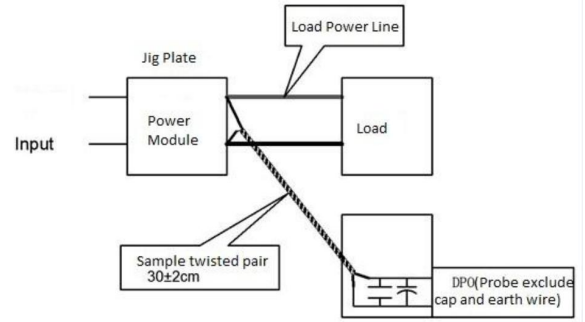 Load Power Line
Jig Plate
Power
Module
Load
Input
Sample twisted pair
30±2cm
DPO(Probe exclude
cap and earth wire)